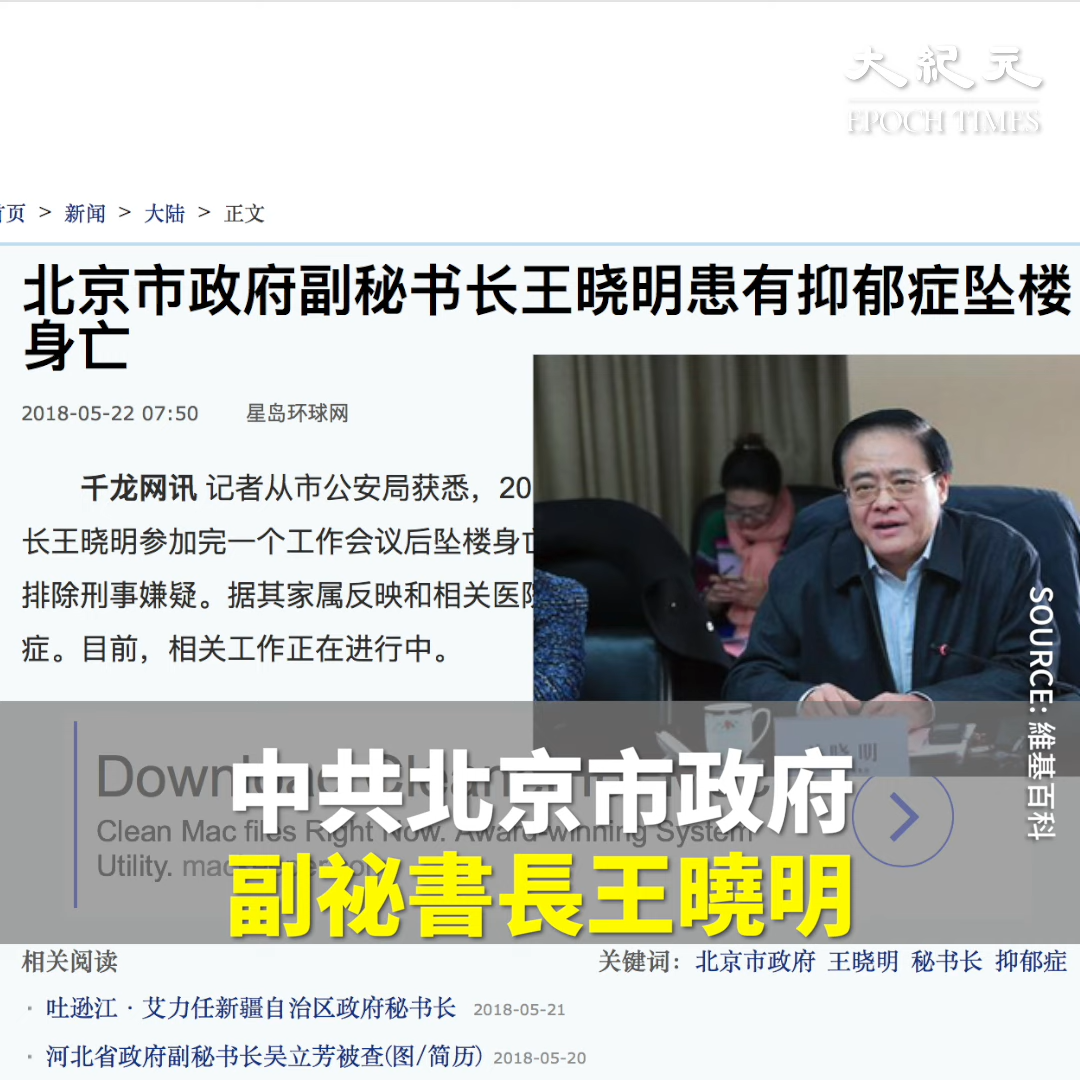 大紀元
EPOCH TIMES
首页 > 新闻 > 大陆 > 正文
北京市政府副秘书长王晓明患有抑郁症坠楼
身亡
2018-05-22 07:50 星岛环球网
千龙网讯 记者从市公安局获悉，20
长王晓明参加完一个工作会议后坠楼身亡
排除刑事嫌疑。据其家属反映和相关医院
症。目前，相关工作正在进行中。
SOURCE: 維基百科
Download
中共北京市政府
Clean Mac files Right Now. Award-winning System
Utility.
副祕書長王曉明
相关阅读
关键词：北京市政府 王晓明 秘书长 抑郁症
· 吐逊江·艾力任新疆自治区政府秘书长 2018-05-21
· 河北省政府副秘书长吴立芳被查(图/简历) 2018-05-20